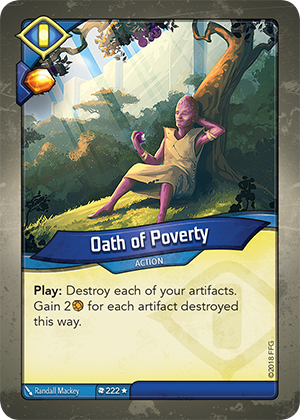 Oath of Poverty
ACTION
Play: Destroy each of your artifacts.
Gain 2 for each artifact destroyed
this way.
©2018 FFG
Randall Mackey
222